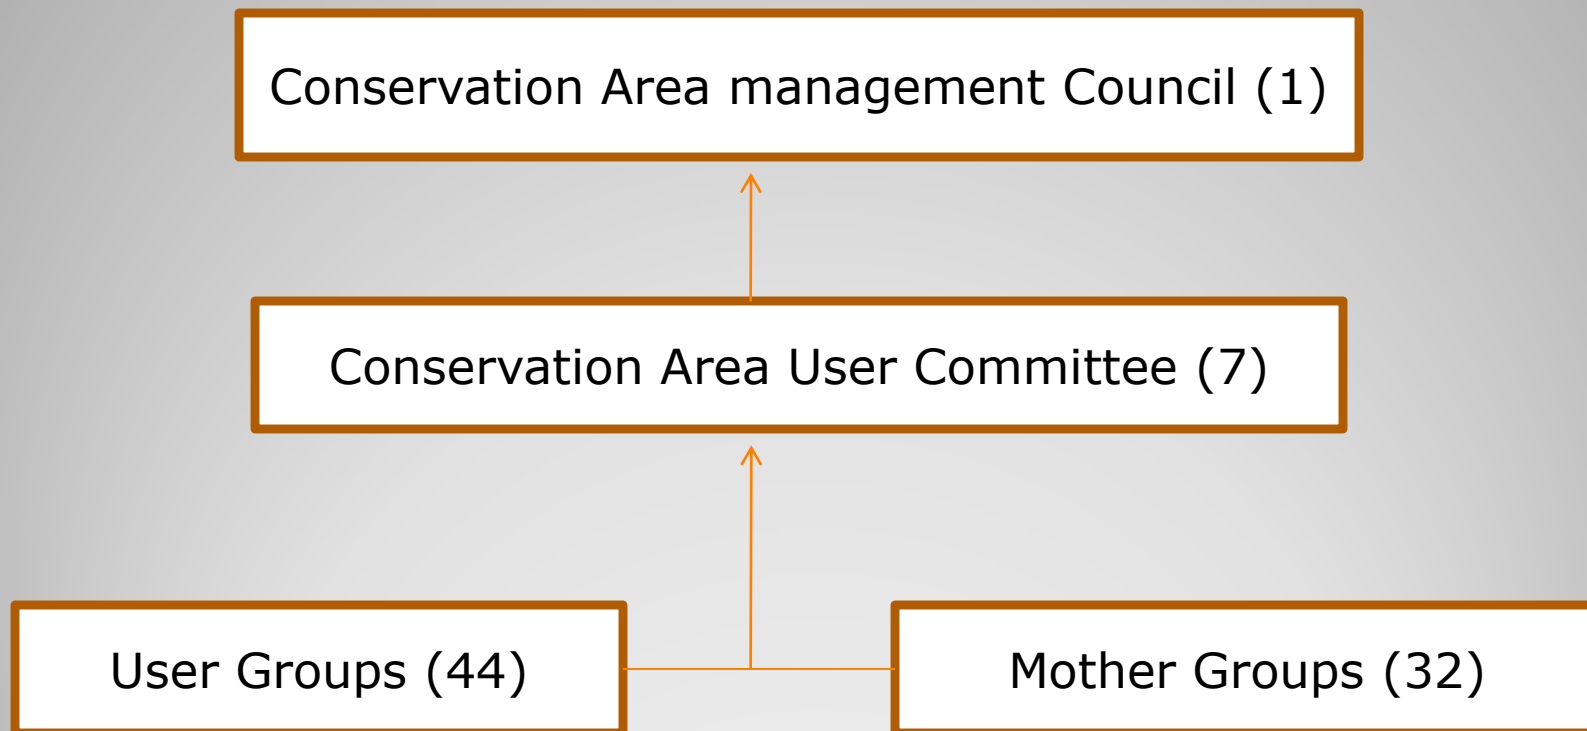 Conservation Area management Council (1)
Conservation Area User Committee (7)
User Groups (44)
Mother Groups (32)